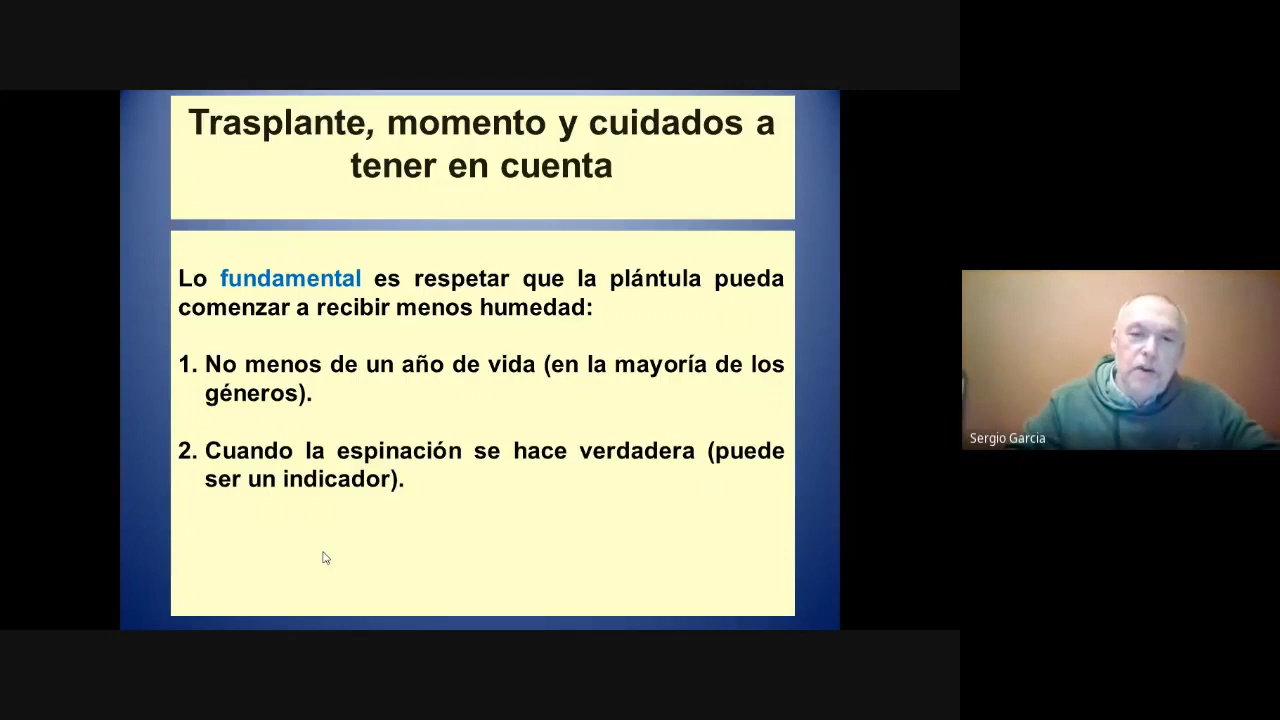 Trasplante, momento y cuidados a
tener en cuenta
Lo fundamental es respetar que la plántula pueda
comenzar a recibir menos humedad:
1. No menos de un año de vida (en la mayoría de los
géneros).
2. Cuando la espinación se hace verdadera (puede
ser un indicador).
Sergio Garcia